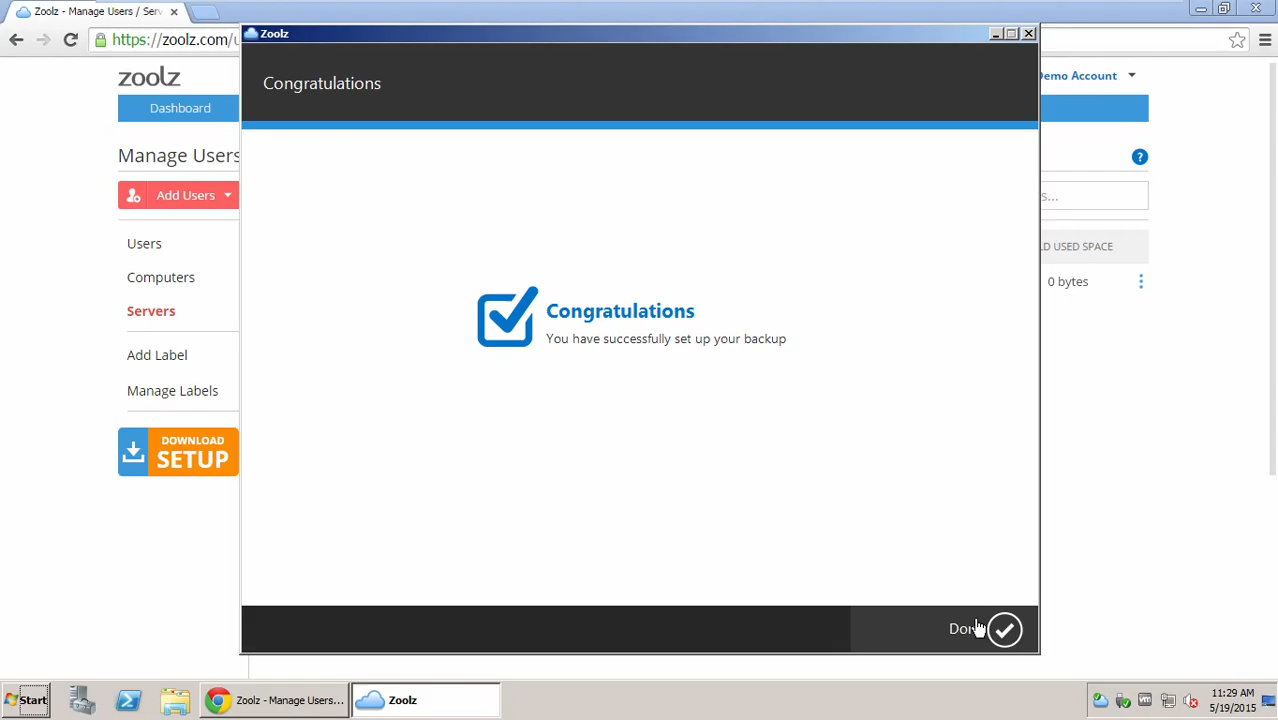 Zoolz - Manage Users / Serv
https://zoolz.com/u
Zoolz
Congratulations
zoolz
Demo Account
Dashboard
Manage Users
Add Users
s...
Users
D USED SPACE
Computers
0 bytes
Servers
Congratulations
You have successfully set up your backup
Add Label
Manage Labels
DOWNLOAD
SETUP
Start
Zoolz - Manage Users...
Zoolz
11:29 AM
5/19/2015